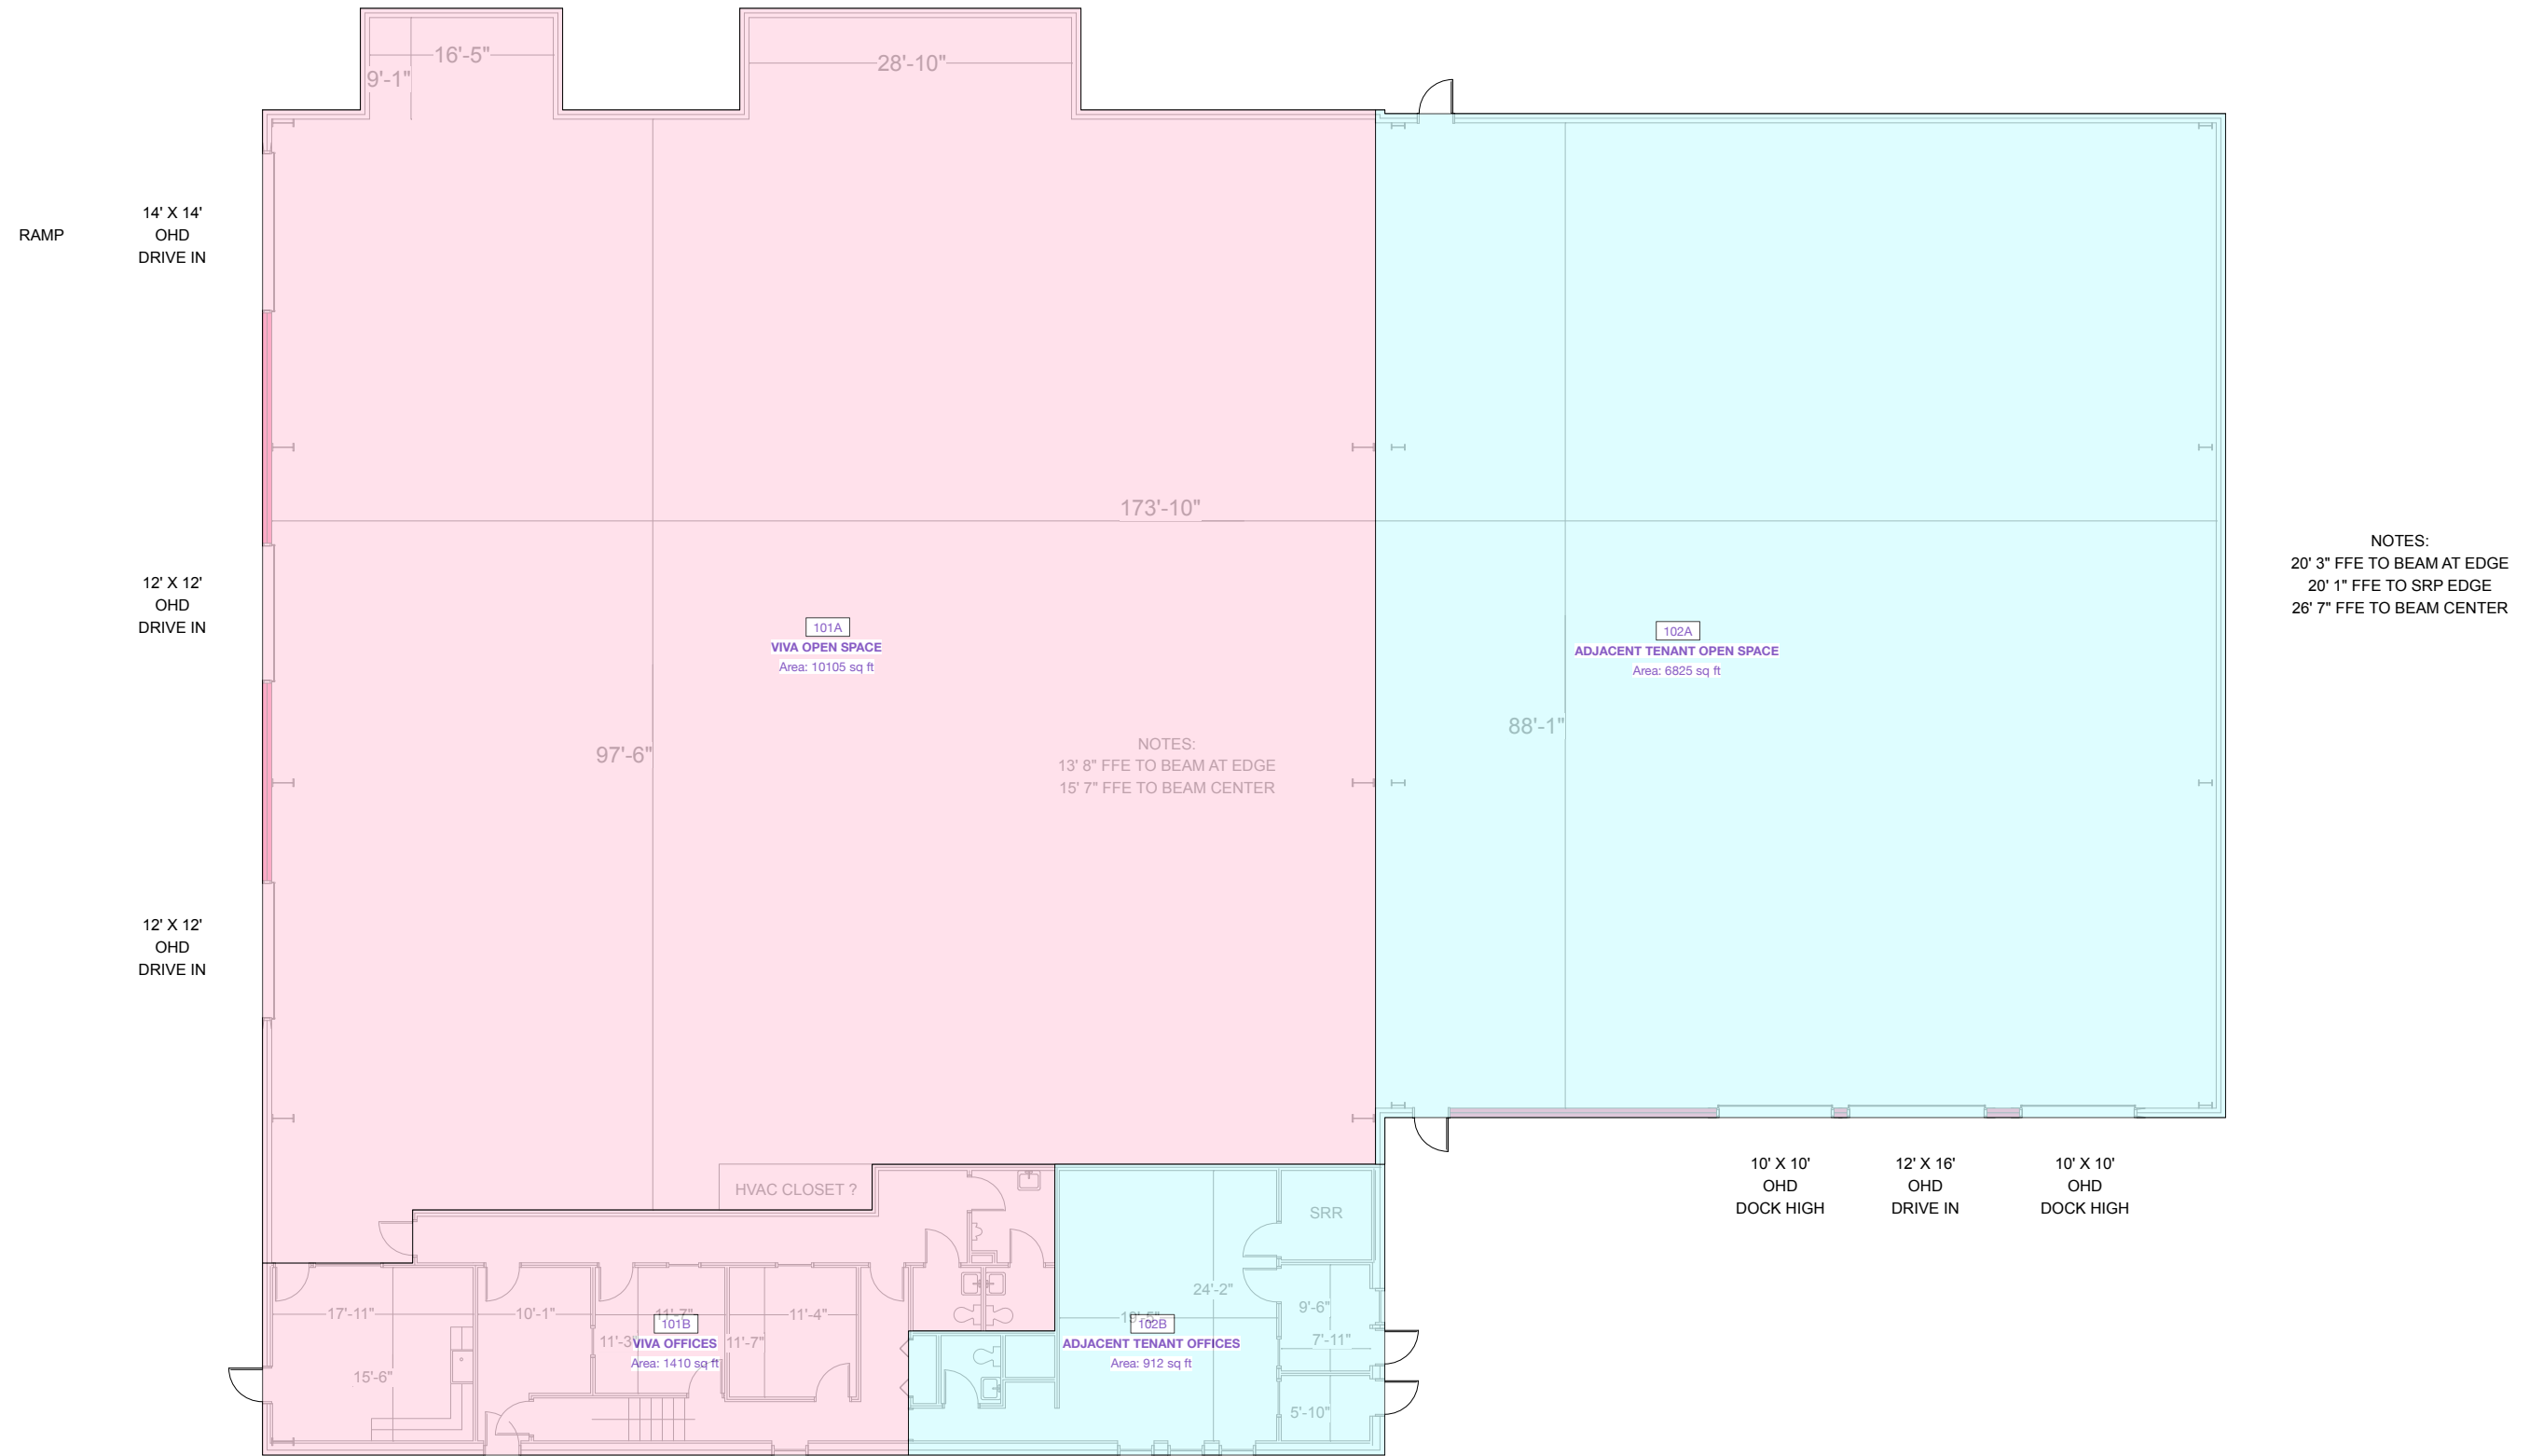 16'-5"
28'-10"
9'-1"
14' X 14'
OHD
DRIVE IN
RAMP
173'-10"
NOTES:
20' 3" FFE TO BEAM AT EDGE
20' 1" FFE TO SRP EDGE
26' 7" FFE TO BEAM CENTER
12' X 12'
OHD
DRIVE IN
101A
VIVA OPEN SPACE
Area: 10105 sq ft
102A
ADJACENT TENANT OPEN SPACE
Area: 6825 sq ft
88'-1"
97'-6"
NOTES:
13' 8" FFE TO BEAM AT EDGE
15' 7" FFE TO BEAM CENTER
12' X 12'
OHD
DRIVE IN
10' X 10'
OHD
DOCK HIGH
12' X 16'
OHD
DRIVE IN
10' X 10'
OHD
DOCK HIGH
HVAC CLOSET ?
SRR
24'-2"
17'-11"
10'-1"
11'-7"
11'-4"
19'-5"
9'-6"
101B
VIVA OFFICES
Area: 1410 sq ft
11'-3"
11'-7"
102B
ADJACENT TENANT OFFICES
Area: 912 sq ft
7'-11"
15'-6"
5'-10"